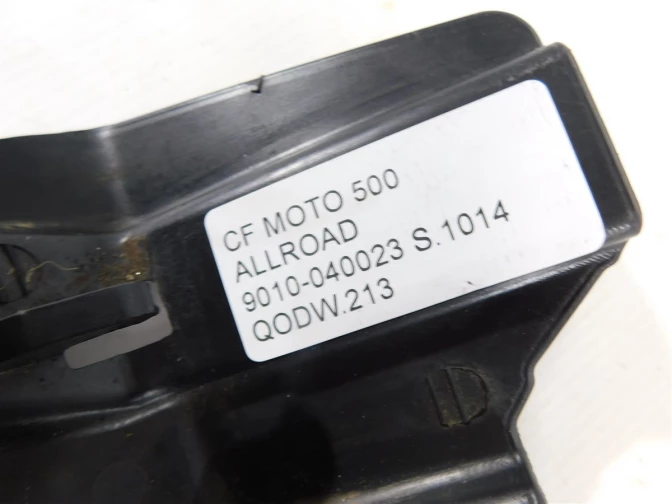 CF MOTO 500
ALLROAD
9010-040023 S.1014
QODW.213